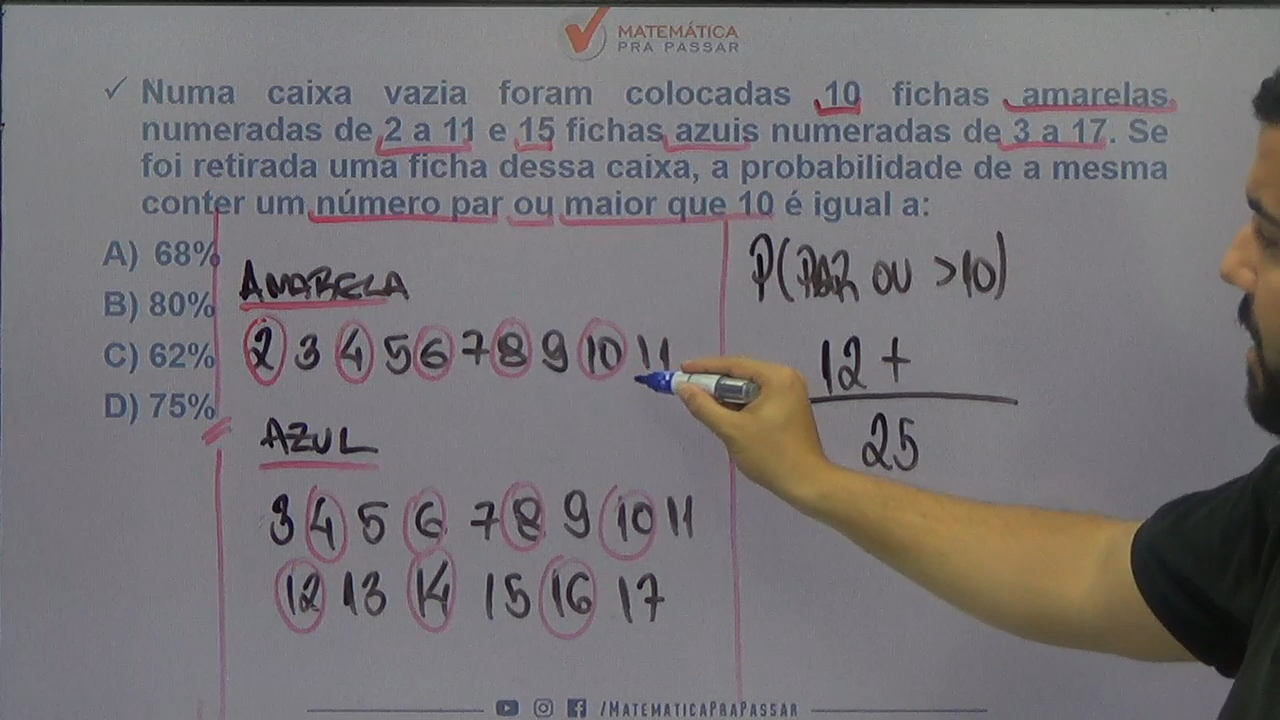 MATEMÁTICA
PRA PASSAR
✓ Numa caixa vazia foram colocadas 10 fichas amarelas
numeradas de 2 a 11 e 15 fichas azuis numeradas de 3 a 17. Se
foi retirada uma ficha dessa caixa, a probabilidade de a mesma
conter um número par ou maior que 10 é igual a:
A) 68%
B) 80%
C) 62%
D) 75%
AMARELA
2 3 4 5 6 7 8 9 10 11
AZUL
3 4 5 6 7 8 9 10 11
12 13 14 15 16 17
P(PAR OU >10)
12 +
25
/MATEMATICAPRAPASSAR